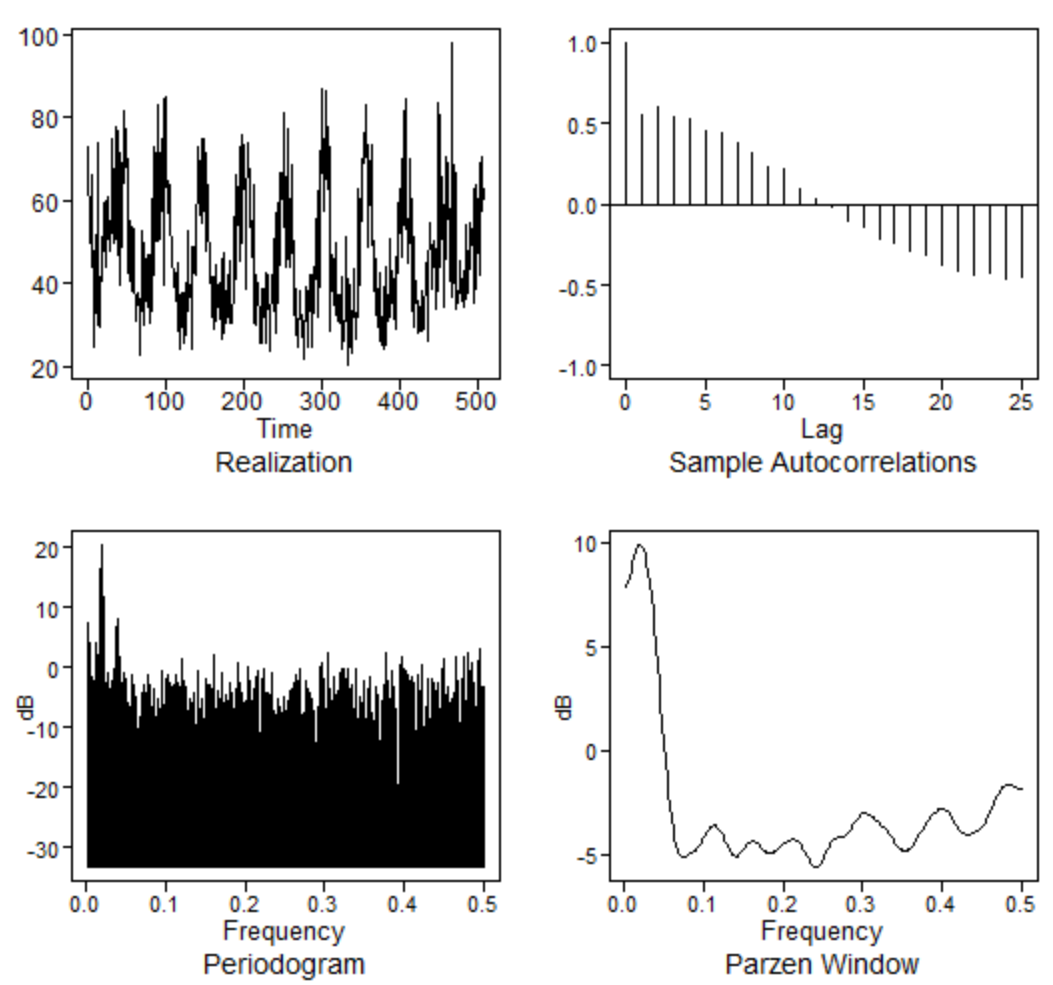 100
80
60
40
20
0 100 200 300 400 500
Time
Realization
1.0
0.5
0.0
-0.5
-1.0
0 5 10 15 20 25
Lag
Sample Autocorrelations
20
10
0
-10
-20
-30
dB
0.0 0.1 0.2 0.3 0.4 0.5
Frequency
Periodogram
10
5
0
-5
dB
0.0 0.1 0.2 0.3 0.4 0.5
Frequency
Parzen Window